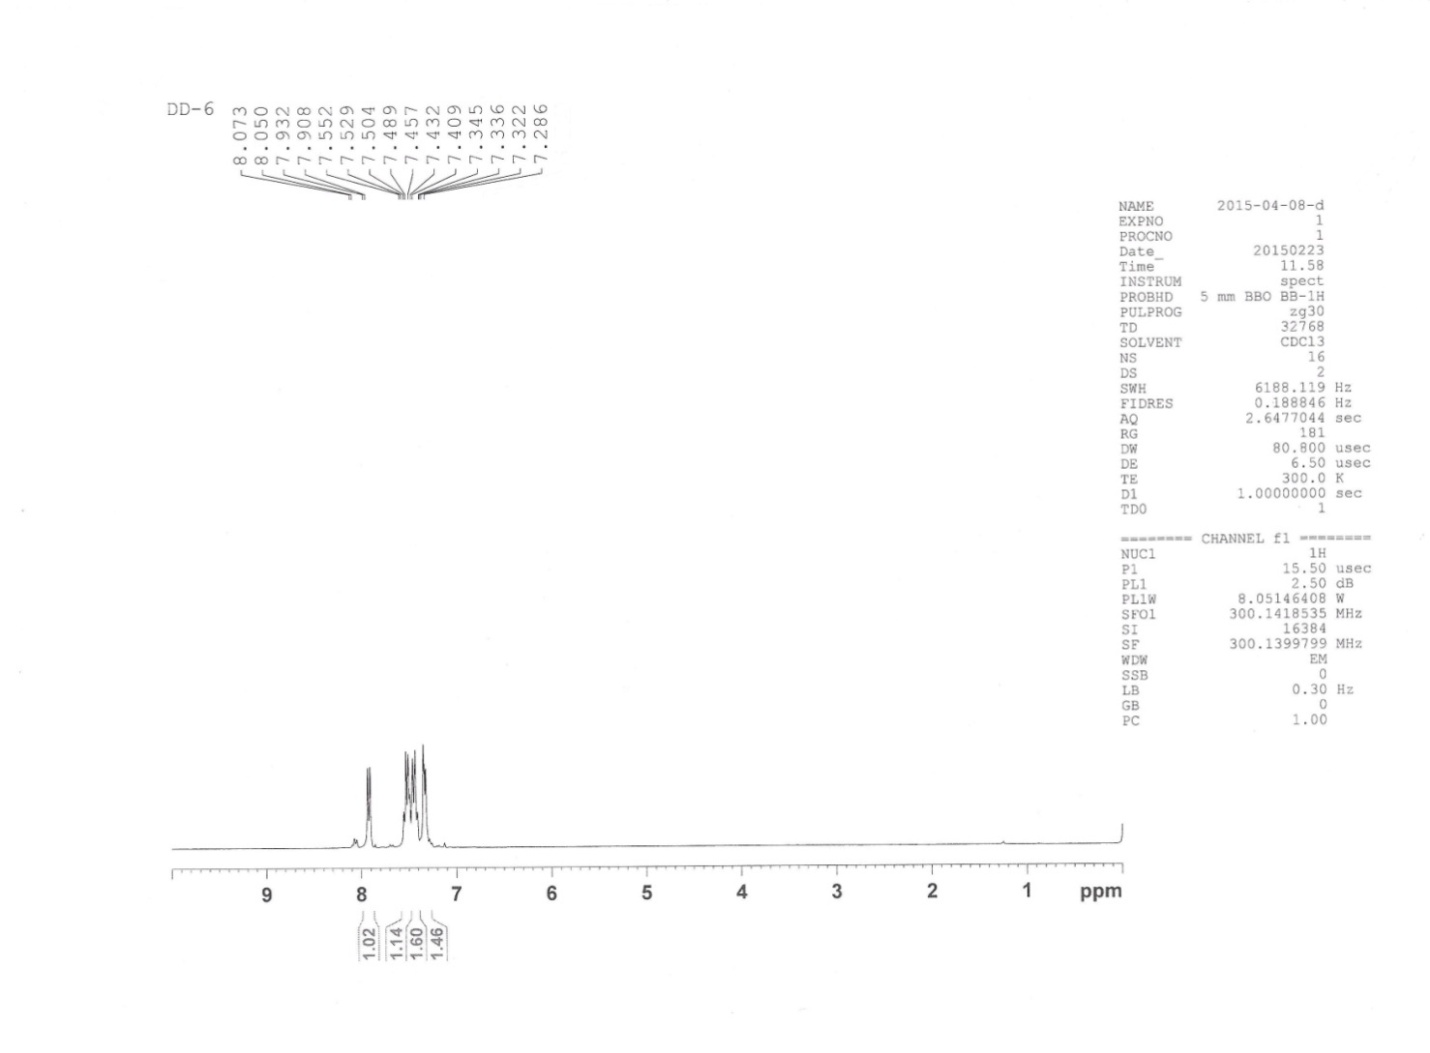 DD-6
8.073
8.050
7.932
7.908
7.552
7.529
7.504
7.489
7.457
7.432
7.409
7.345
7.336
7.322
7.286
NAME 2015-04-08-d
EXPNO 1
PROCNO 1
Date_ 20150223
Time 11.58
INSTRUM spect
PROBHD 5 mm BBO BB-1H
PULPROG zg30
TD 32768
SOLVENT CDCl3
NS 16
DS 2
SWH 6188.119 Hz
FIDRES 0.188846 Hz
AQ 2.6477044 sec
RG 181
DW 80.800 usec
DE 6.50 usec
TE 300.0 K
D1 1.00000000 sec
TD0 1
======== CHANNEL f1 ========
NUC1 1H
P1 15.50 usec
PL1 2.50 dB
PL1W 8.05146408 W
SFO1 300.1418535 MHz
SI 16384
SF 300.1399799 MHz
WDW EM
SSB 0
LB 0.30 Hz
GB 0
PC 1.00
9 8 7 6 5 4 3 2 1 ppm
1.02
1.14
1.60
1.46